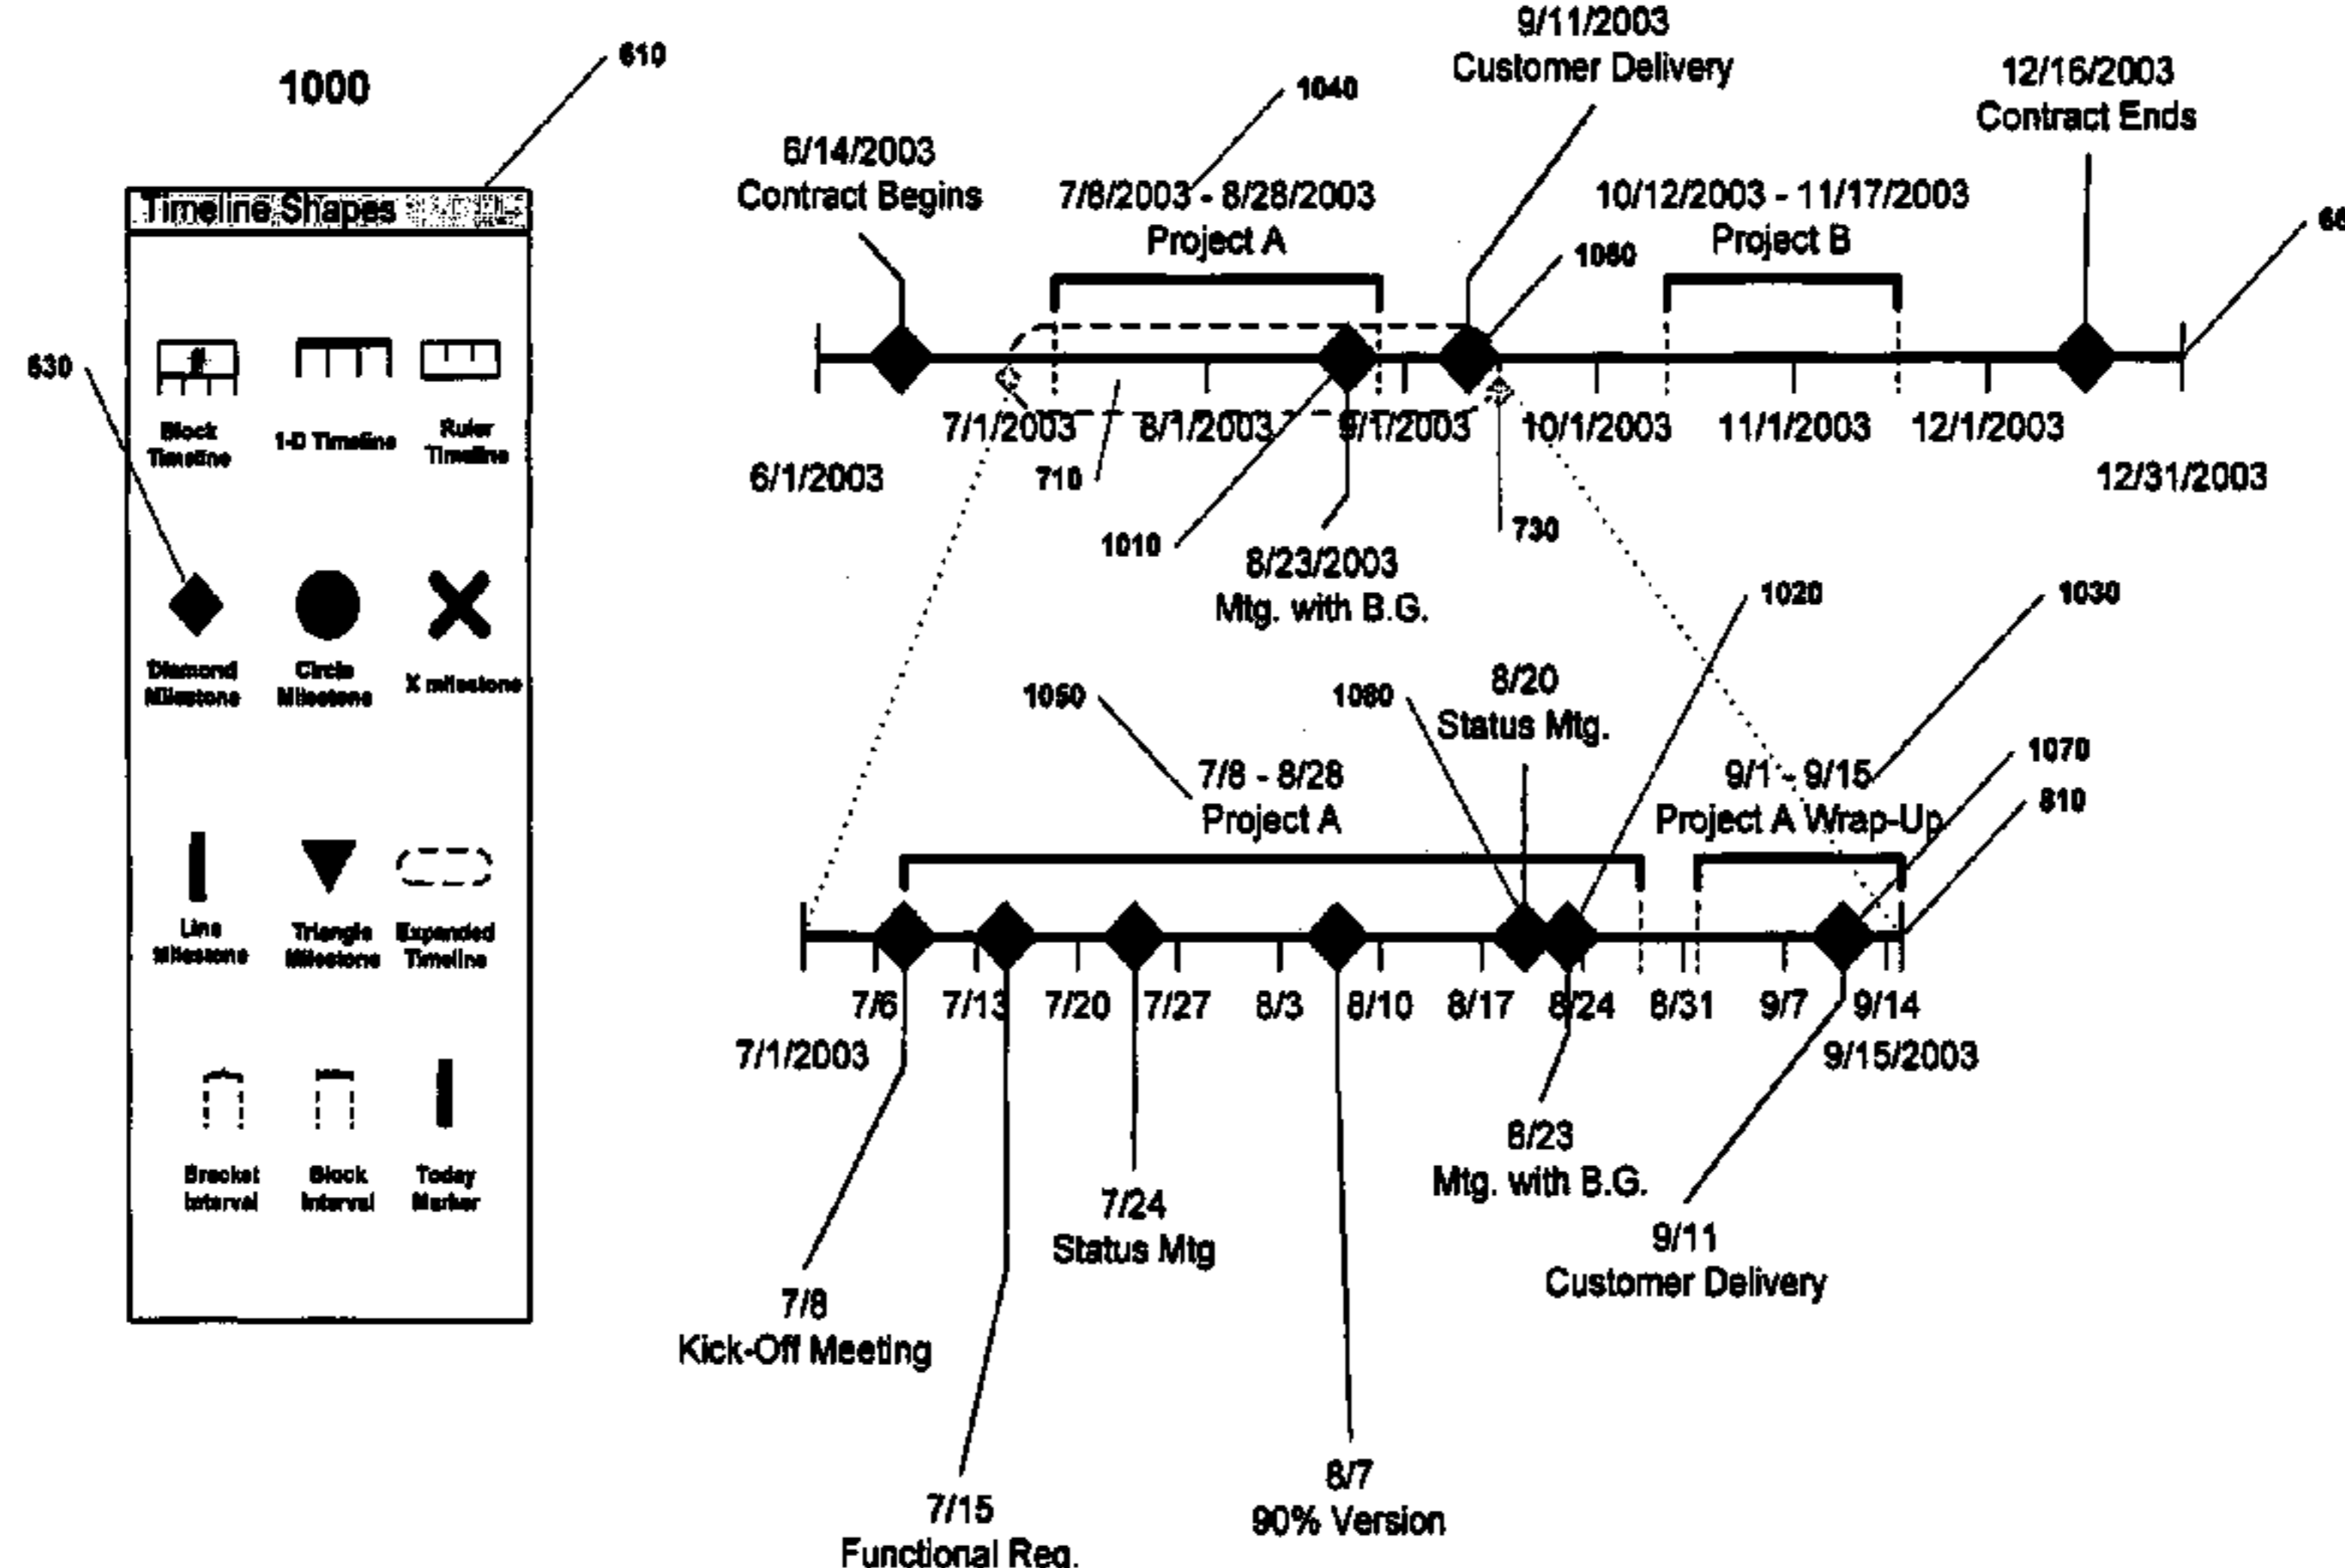 1000
610
Timeline Shapes
630
Block
Timeline
1-D Timeline
Ruler
Timeline
Diamond
Milestone
Circle
Milestone
X milestone
Line
Milestone
Triangle
Milestone
Expanded
Timeline
Bracket
Interval
Block
Interval
Today
Marker
6/14/2003
Contract Begins
1040
7/8/2003 - 8/28/2003
Project A
9/11/2003
Customer Delivery
1060
10/12/2003 - 11/17/2003
Project B
12/16/2003
Contract Ends
7/1/2003
8/1/2003
9/1/2003
10/1/2003
11/1/2003
12/1/2003
6/1/2003
12/31/2003
710
1010
730
8/23/2003
Mtg. with B.G.
1020
1030
1050
1080
8/20
Status Mtg.
7/8 - 8/28
Project A
9/1 - 9/15
Project A Wrap-Up
1070
810
7/6
7/13
7/20
7/27
8/3
8/10
8/17
8/24
8/31
9/7
9/14
7/1/2003
9/15/2003
7/8
Kick-Off Meeting
7/15
Functional Req.
7/24
Status Mtg
8/7
90% Version
8/23
Mtg. with B.G.
9/11
Customer Delivery